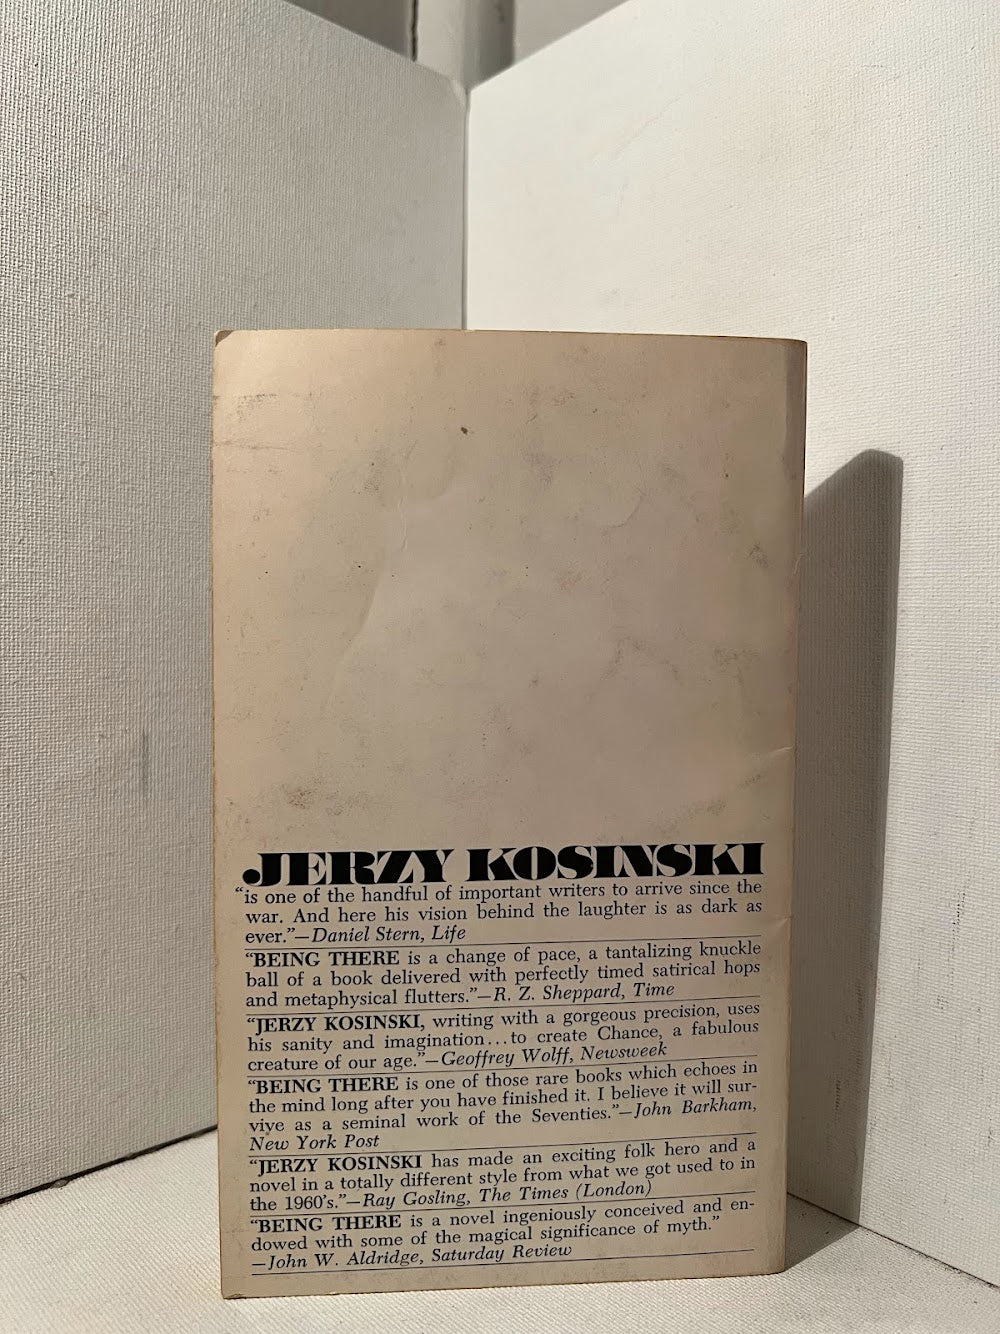 JERZY KOSINSKI
“is one of the handful of important writers to arrive since the
war. And here his vision behind the laughter is as dark as
ever.”—Daniel Stern, Life
“BEING THERE is a change of pace, a tantalizing knuckle
ball of a book delivered with perfectly timed satirical hops
and metaphysical flutters.”—R. Z. Sheppard, Time
“JERZY KOSINSKI, writing with a gorgeous precision, uses
his sanity and imagination...to create Chance, a fabulous
creature of our age.”—Geoffrey Wolff, Newsweek
“BEING THERE is one of those rare books which echoes in
the mind long after you have finished it. I believe it will sur-
vive as a seminal work of the Seventies.”—John Barkham,
New York Post
“JERZY KOSINSKI has made an exciting folk hero and a
novel in a totally different style from what we got used to in
the 1960’s.”—Ray Gosling, The Times (London)
“BEING THERE is a novel ingeniously conceived and en-
dowed with some of the magical significance of myth.”
—John W. Aldridge, Saturday Review